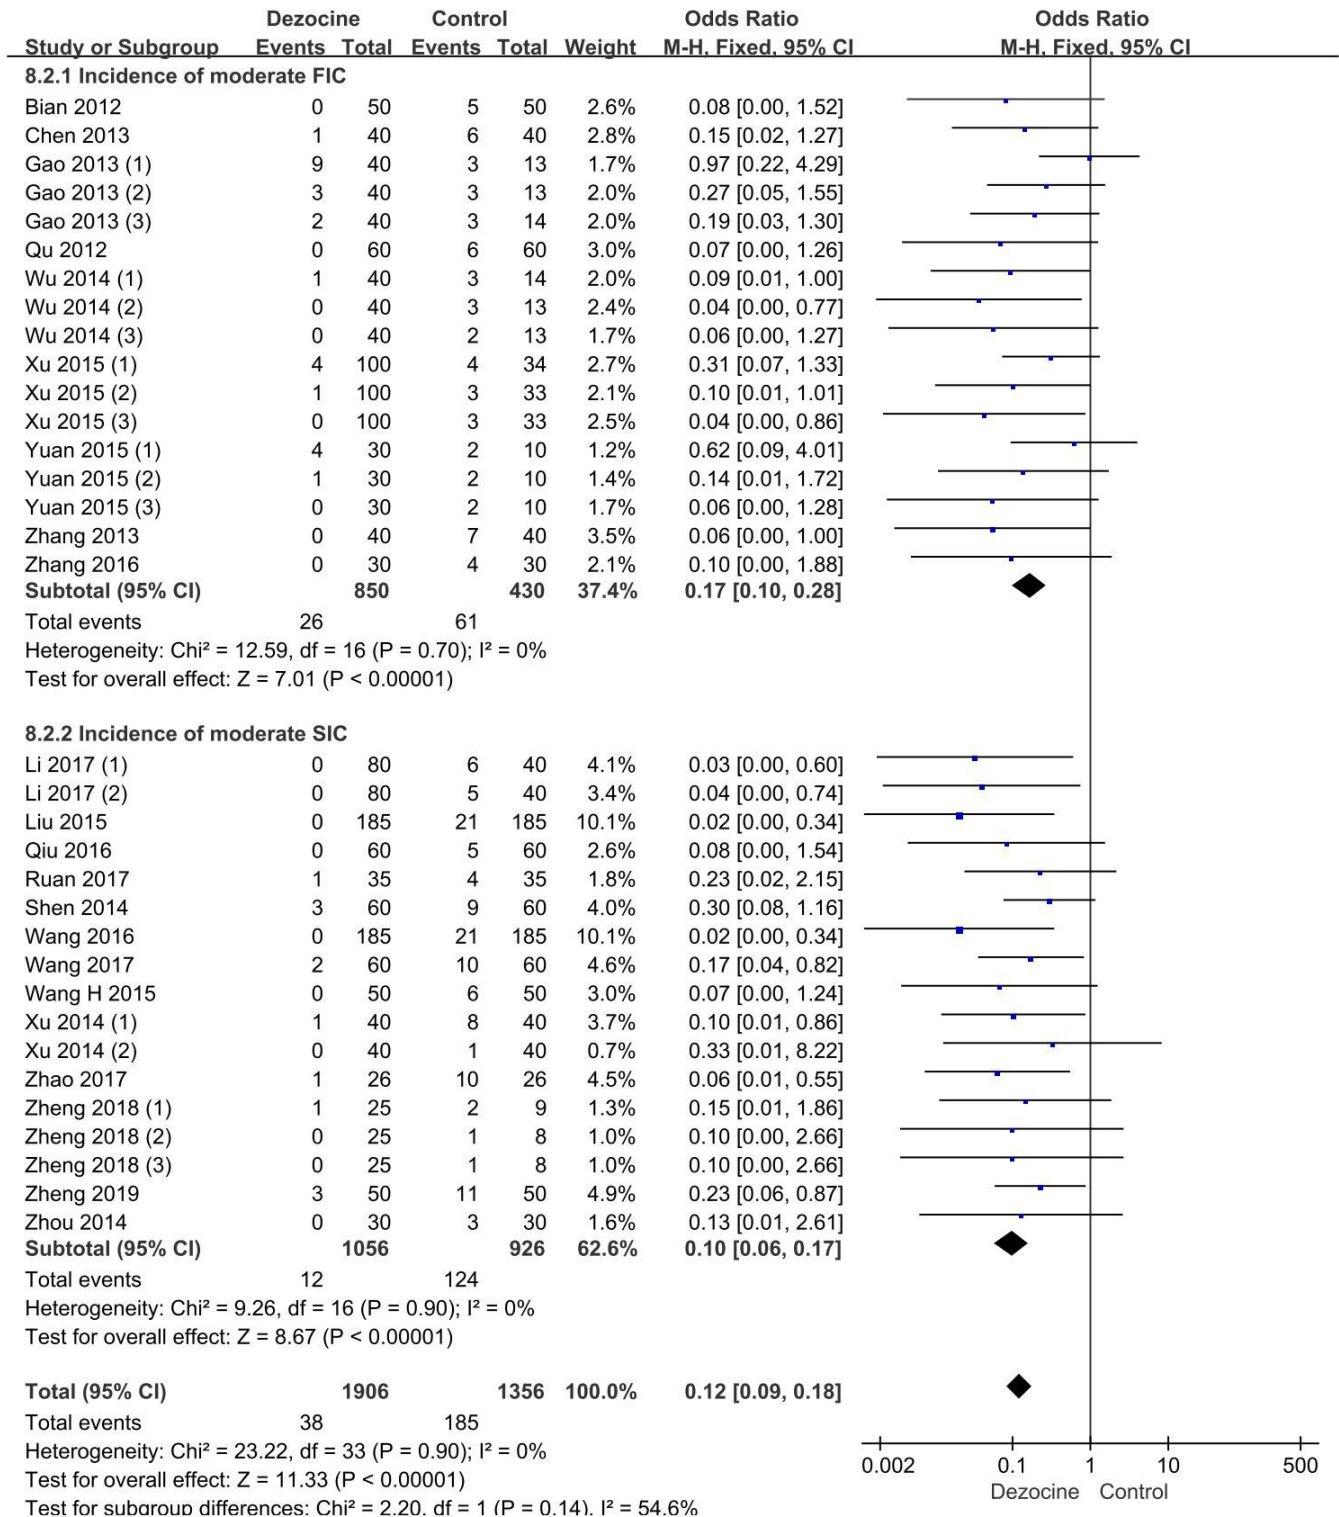 Dezocine Control Odds Ratio Odds Ratio
Study or Subgroup Events Total Events Total Weight M-H, Fixed, 95% CI M-H, Fixed, 95% CI
8.2.1 Incidence of moderate FIC
Bian 2012 0 50 5 50 2.6% 0.08 [0.00, 1.52]
Chen 2013 1 40 6 40 2.8% 0.15 [0.02, 1.27]
Gao 2013 (1) 9 40 3 13 1.7% 0.97 [0.22, 4.29]
Gao 2013 (2) 3 40 3 13 2.0% 0.27 [0.05, 1.55]
Gao 2013 (3) 2 40 3 14 2.0% 0.19 [0.03, 1.30]
Qu 2012 0 60 6 60 3.0% 0.07 [0.00, 1.26]
Wu 2014 (1) 1 40 3 14 2.0% 0.09 [0.01, 1.00]
Wu 2014 (2) 0 40 3 13 2.4% 0.04 [0.00, 0.77]
Wu 2014 (3) 0 40 2 13 1.7% 0.06 [0.00, 1.27]
Xu 2015 (1) 4 100 4 34 2.7% 0.31 [0.07, 1.33]
Xu 2015 (2) 1 100 3 33 2.1% 0.10 [0.01, 1.01]
Xu 2015 (3) 0 100 3 33 2.5% 0.04 [0.00, 0.86]
Yuan 2015 (1) 4 30 2 10 1.2% 0.62 [0.09, 4.01]
Yuan 2015 (2) 1 30 2 10 1.4% 0.14 [0.01, 1.72]
Yuan 2015 (3) 0 30 2 10 1.7% 0.06 [0.00, 1.28]
Zhang 2013 0 40 7 40 3.5% 0.06 [0.00, 1.00]
Zhang 2016 0 30 4 30 2.1% 0.10 [0.00, 1.88]
Subtotal (95% CI) 850 430 37.4% 0.17 [0.10, 0.28]
Total events 26 61
Heterogeneity: Chi² = 12.59, df = 16 (P = 0.70); I² = 0%
Test for overall effect: Z = 7.01 (P < 0.00001)
8.2.2 Incidence of moderate SIC
Li 2017 (1) 0 80 6 40 4.1% 0.03 [0.00, 0.60]
Li 2017 (2) 0 80 5 40 3.4% 0.04 [0.00, 0.74]
Liu 2015 0 185 21 185 10.1% 0.02 [0.00, 0.34]
Qiu 2016 0 60 5 60 2.6% 0.08 [0.00, 1.54]
Ruan 2017 1 35 4 35 1.8% 0.23 [0.02, 2.15]
Shen 2014 3 60 9 60 4.0% 0.30 [0.08, 1.16]
Wang 2016 0 185 21 185 10.1% 0.02 [0.00, 0.34]
Wang 2017 2 60 10 60 4.6% 0.17 [0.04, 0.82]
Wang H 2015 0 50 6 50 3.0% 0.07 [0.00, 1.24]
Xu 2014 (1) 1 40 8 40 3.7% 0.10 [0.01, 0.86]
Xu 2014 (2) 0 40 1 40 0.7% 0.33 [0.01, 8.22]
Zhao 2017 1 26 10 26 4.5% 0.06 [0.01, 0.55]
Zheng 2018 (1) 1 25 2 9 1.3% 0.15 [0.01, 1.86]
Zheng 2018 (2) 0 25 1 8 1.0% 0.10 [0.00, 2.66]
Zheng 2018 (3) 0 25 1 8 1.0% 0.10 [0.00, 2.66]
Zheng 2019 3 50 11 50 4.9% 0.23 [0.06, 0.87]
Zhou 2014 0 30 3 30 1.6% 0.13 [0.01, 2.61]
Subtotal (95% CI) 1056 926 62.6% 0.10 [0.06, 0.17]
Total events 12 124
Heterogeneity: Chi² = 9.26, df = 16 (P = 0.90); I² = 0%
Test for overall effect: Z = 8.67 (P < 0.00001)
Total (95% CI) 1906 1356 100.0% 0.12 [0.09, 0.18]
Total events 38 185
Heterogeneity: Chi² = 23.22, df = 33 (P = 0.90); I² = 0%
Test for overall effect: Z = 11.33 (P < 0.00001)
Test for subgroup differences: Chi² = 2.20, df = 1 (P = 0.14), I² = 54.6%
0.002 0.1 1 10 500
Dezocine Control